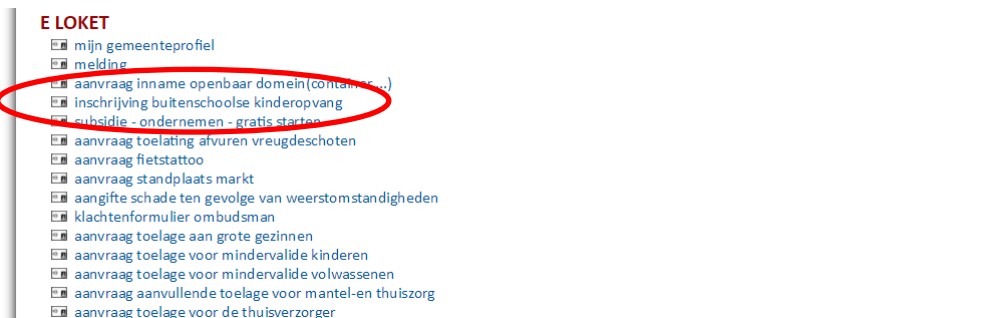 E LOKET
mijn gemeenteprofiel
melding
aanvraag inname openbaar domein(container ...)
inschrijving buitenschoolse kinderopvang
subsidie - ondernemen - gratis starten
aanvraag toelating afvuren vreugdeschoten
aanvraag fietstattoo
aanvraag standplaats markt
aangifte schade ten gevolge van weerstomstandigheden
klachtenformulier ombudsman
aanvraag toelage aan grote gezinnen
aanvraag toelage voor mindervalide kinderen
aanvraag toelage voor mindervalide volwassenen
aanvraag aanvullende toelage voor mantel-en thuiszorg
aanvraag toelage voor de thuisverzorger